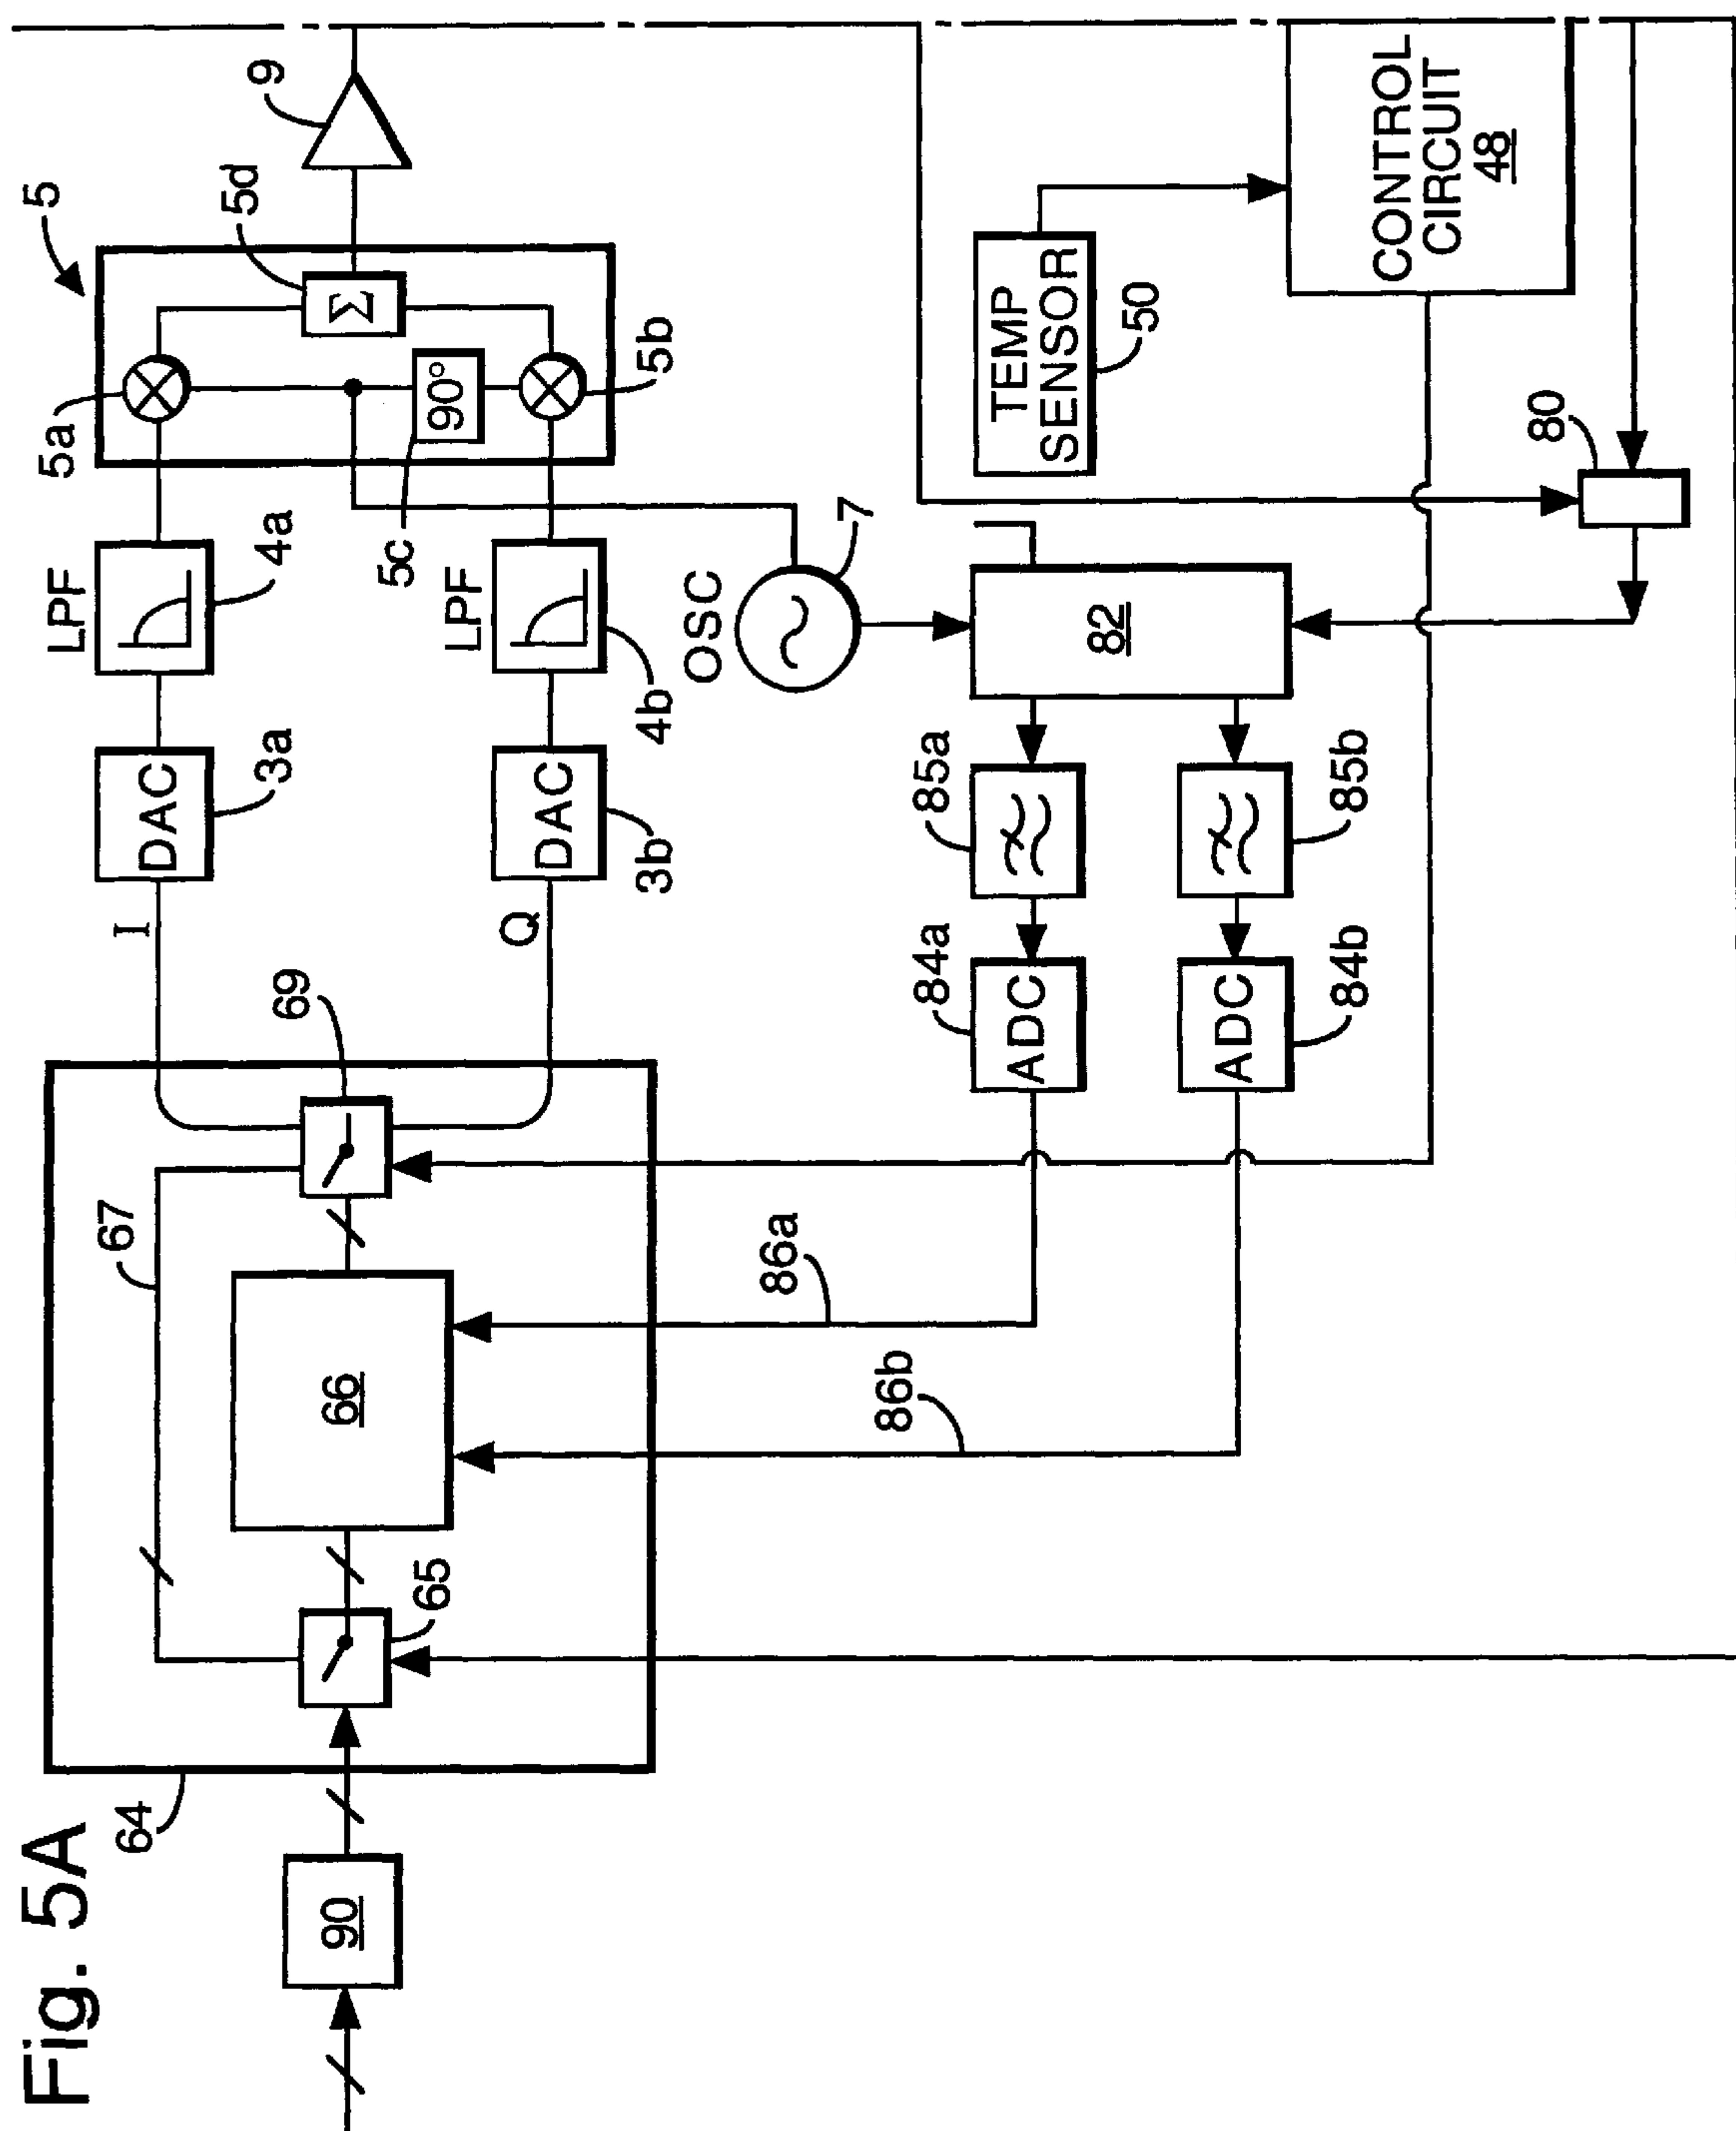 Fig. 5A
90
64
65
66
67
69
I
Q
DAC
3a
DAC
3b
LPF
4a
LPF
4b
5
5a
5b
5c
90°
5d
Σ
9
OSC
7
86a
86b
ADC
84a
ADC
84b
85a
85b
82
80
TEMP
SENSOR
50
CONTROL
CIRCUIT
48